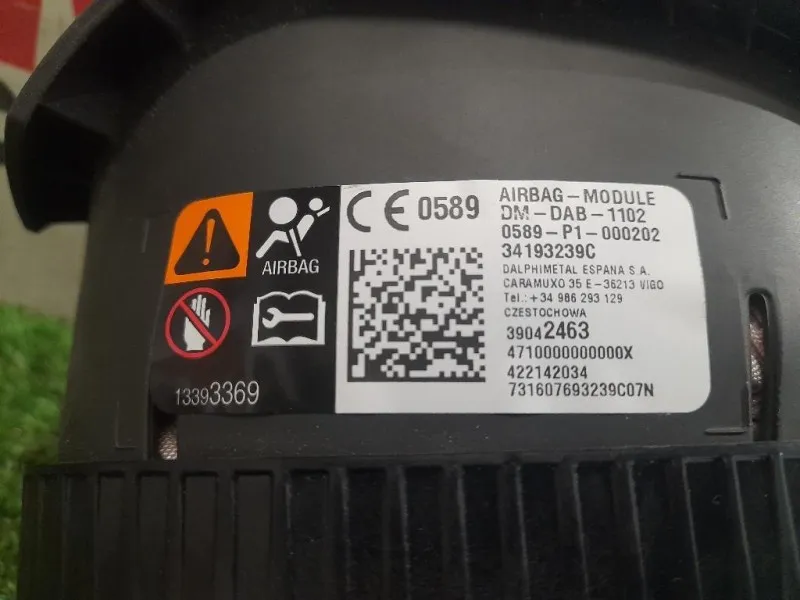 AIRBAG
13393369
CE 0589
AIRBAG-MODULE
DM-DAB-1102
0589-P1-000202
34193239C
DALPHIMETAL ESPANA S.A.
CARAMUXO 35 E-36213 VIGO
Tel.: +34 986 293 129
CZESTOCHOWA
39042463
4710000000000X
422142034
731607693239C07N